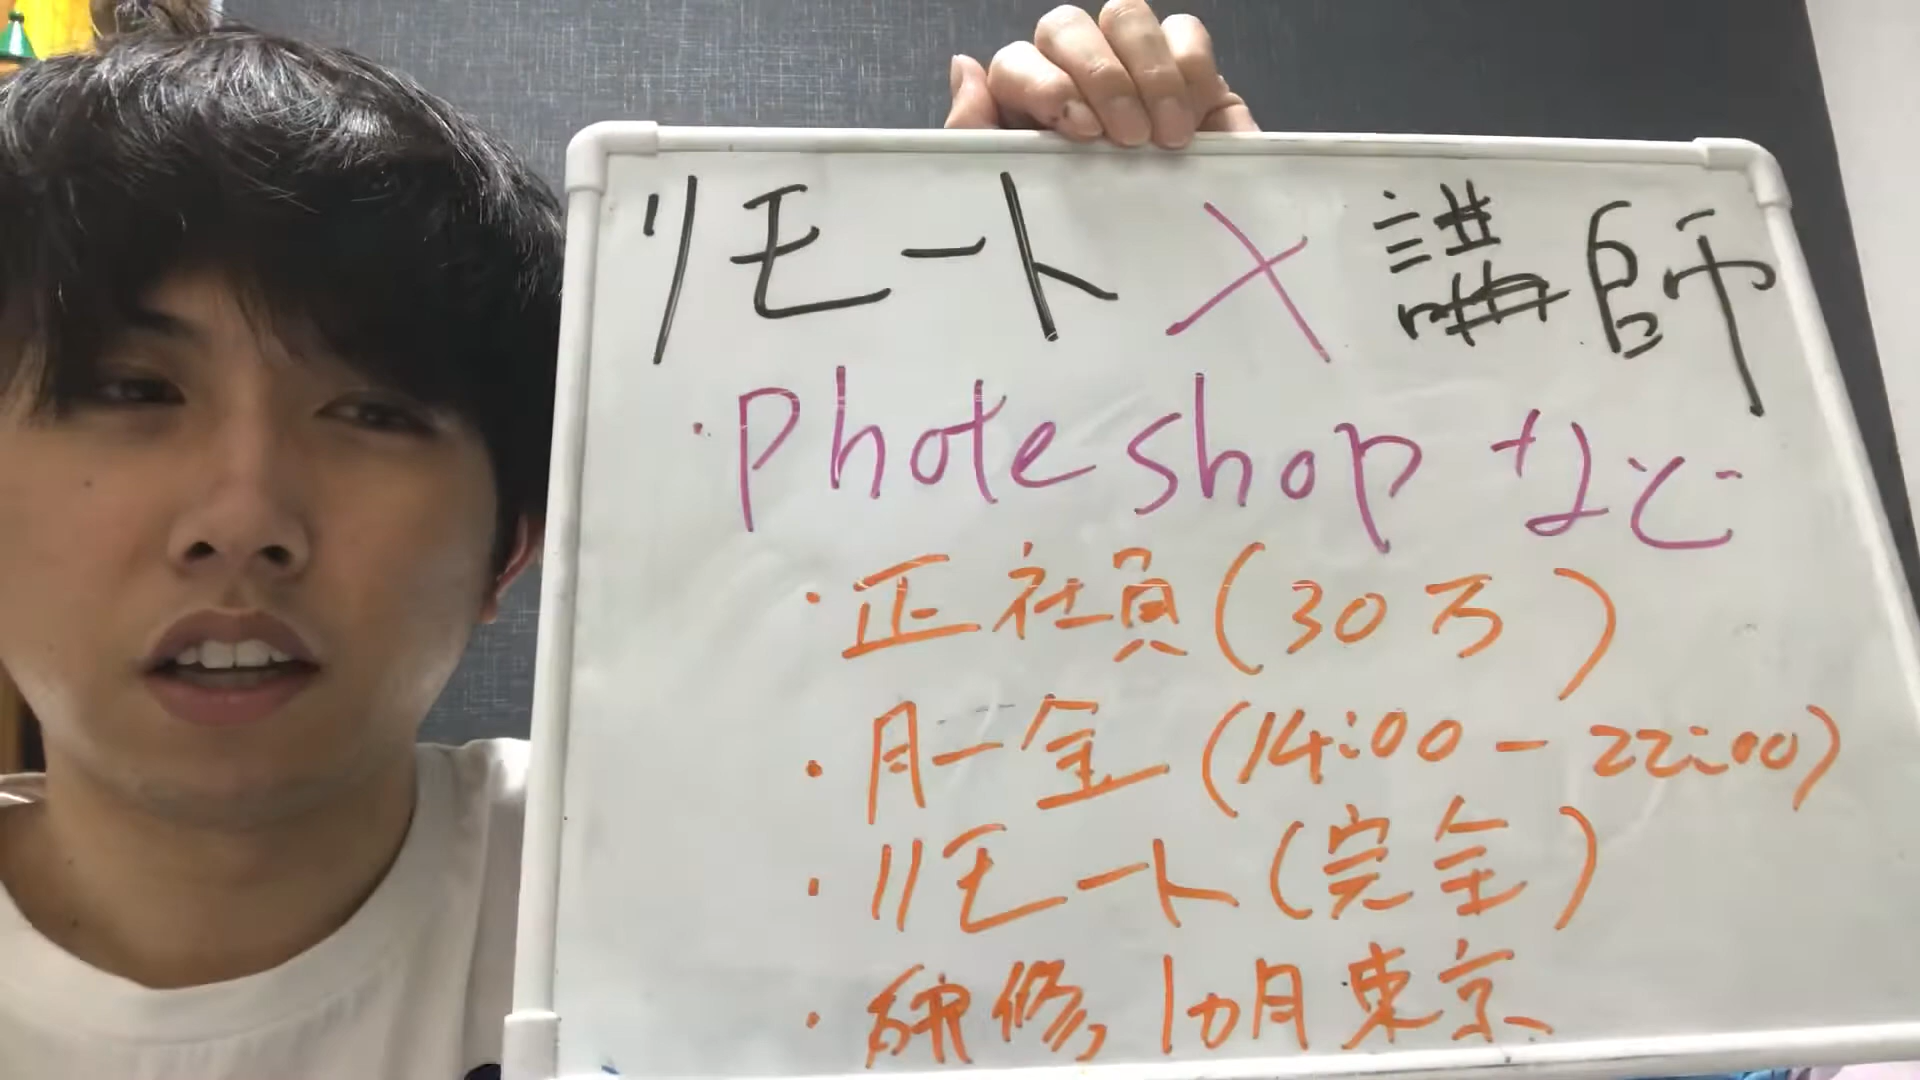 リモート×講師
・Photeshopなど
・正社員(30万)
・月ー金(14:00-22:00)
・リモート(完全)
・研修1カ月東京